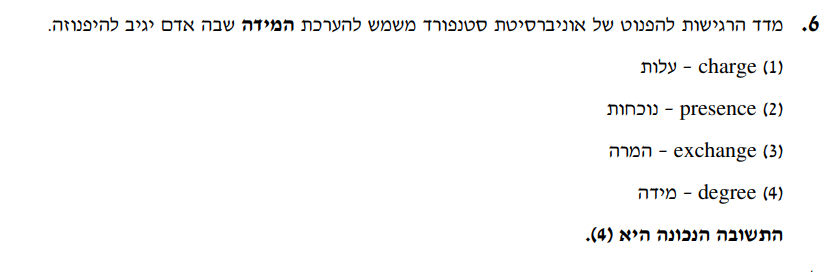 6. מדד הרגישות להפנוט של אוניברסיטת סטנפורד משמש להערכת המידה שבה אדם יגיב להיפנוזה.
(1) charge – עלות
(2) presence – נוכחות
(3) exchange – המרה
(4) degree – מידה
התשובה הנכונה היא (4).